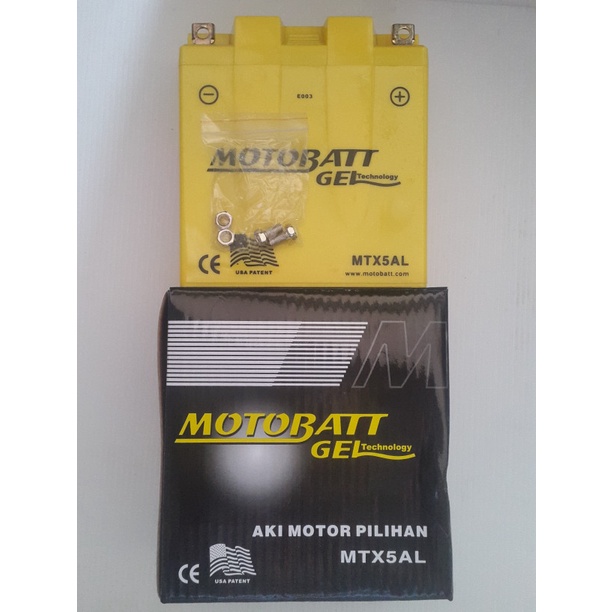 E083
MOTOBATT
GEL Technology
CE
USA PATENT
MTX5AL
www.motobatt.com
M
MOTOBATT
GEL Technology
AKI MOTOR PILIHAN
MTX5AL
CE
USA PATENT